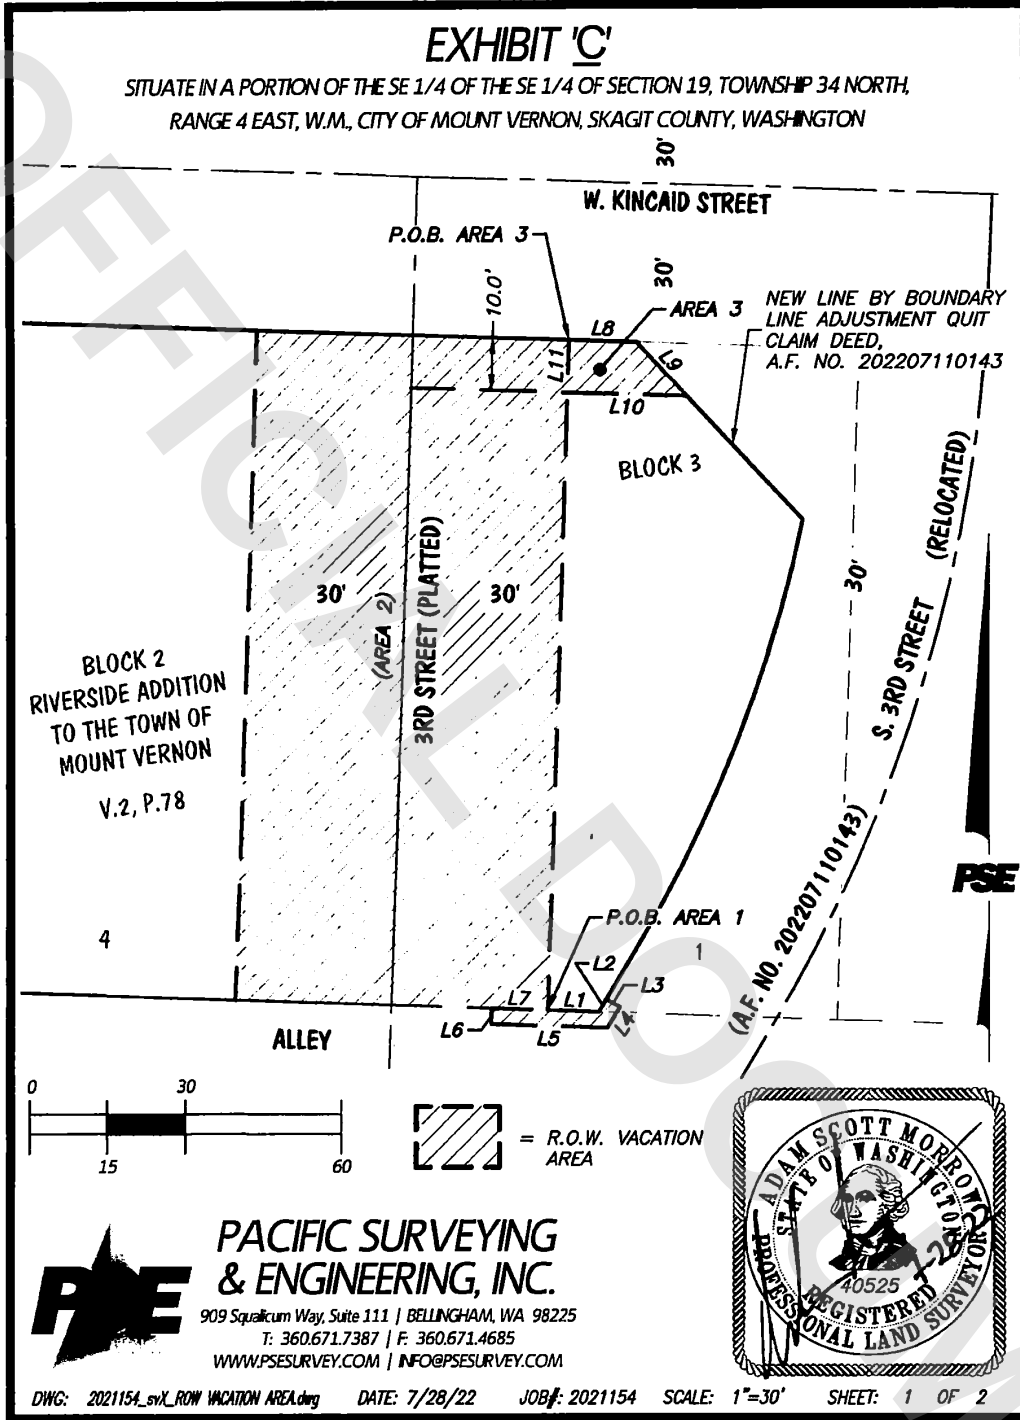 EXHIBIT 'C'
SITUATE IN A PORTION OF THE SE 1/4 OF THE SE 1/4 OF SECTION 19, TOWNSHIP 34 NORTH,
RANGE 4 EAST, W.M., CITY OF MOUNT VERNON, SKAGIT COUNTY, WASHINGTON
30'
W. KINCAID STREET
P.O.B. AREA 3
30'
10.0'
AREA 3
NEW LINE BY BOUNDARY
LINE ADJUSTMENT QUIT
CLAIM DEED,
A.F. NO. 202207110143
L8
L9
L11
L10
BLOCK 3
S. 3RD STREET (RELOCATED)
30'
30'
30'
(AREA 2)
3RD STREET (PLATTED)
BLOCK 2
RIVERSIDE ADDITION
TO THE TOWN OF
MOUNT VERNON
V.2, P.78
(A.F. NO. 202207110143)
PSE
P.O.B. AREA 1
4
1
L2
L3
L7
L1
L4
L6
L5
ALLEY
0
30
15
60
= R.O.W. VACATION
AREA
ADAM SCOTT MORROW
STATE OF WASHINGTON
40525
REGISTERED
PROFESSIONAL LAND SURVEYOR
PSE
PACIFIC SURVEYING
& ENGINEERING, INC.
909 Squalicum Way, Suite 111 | BELLINGHAM, WA 98225
T: 360.671.7387 | F: 360.671.4685
WWW.PSESURVEY.COM | INFO@PSESURVEY.COM
DWG: 2021154_svX_ROW VACATION AREA.dwg DATE: 7/28/22 JOB#: 2021154 SCALE: 1"=30' SHEET: 1 OF 2